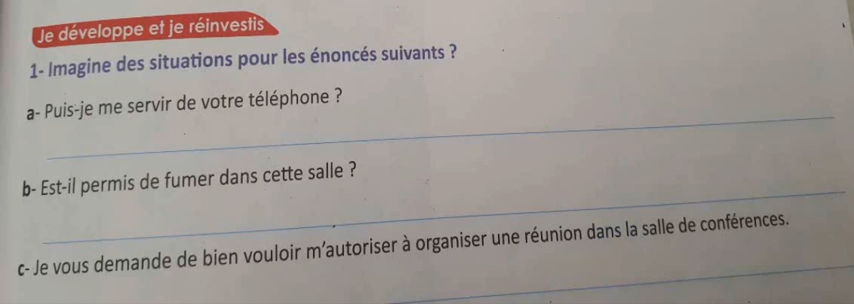 Je développe et je réinvestis
1- Imagine des situations pour les énoncés suivants ?
a- Puis-je me servir de votre téléphone ?
b- Est-il permis de fumer dans cette salle ?
c- Je vous demande de bien vouloir m'autoriser à organiser une réunion dans la salle de conférences.